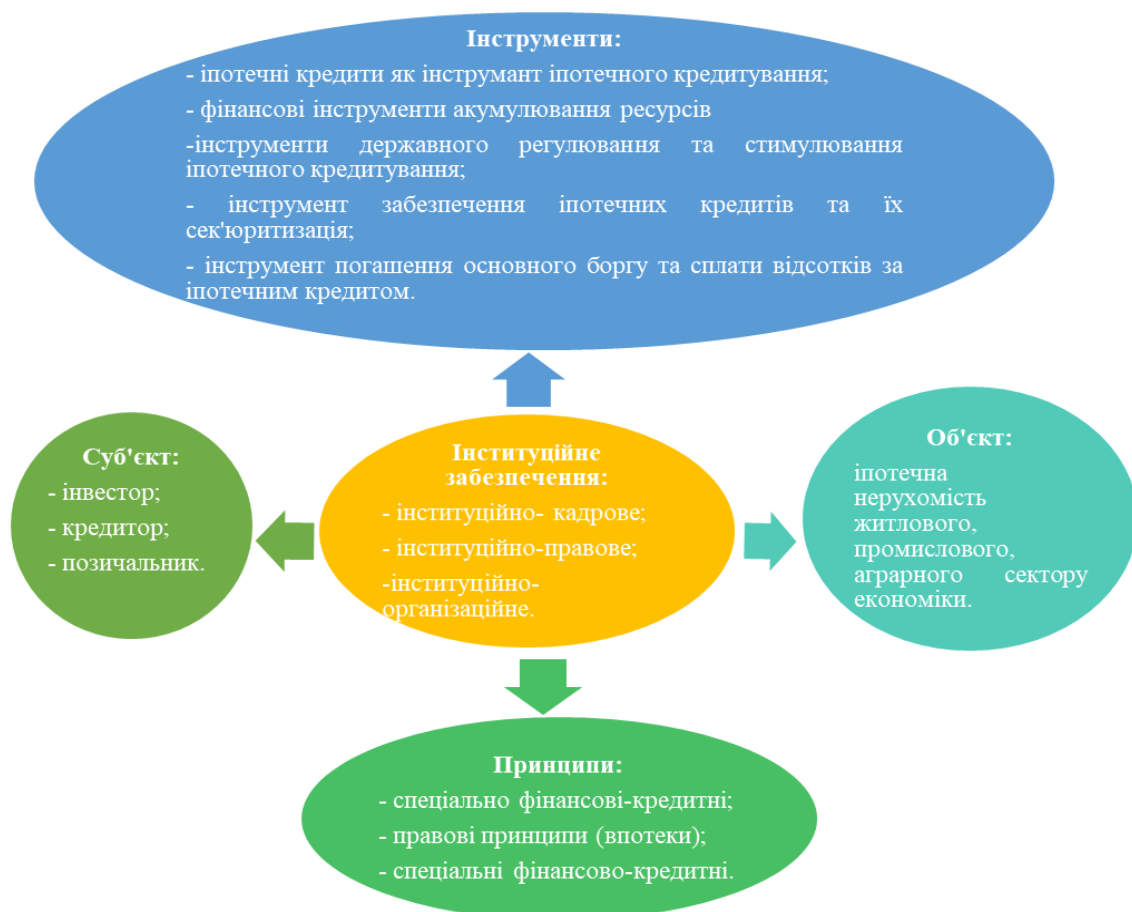 Інструменти:
- іпотечні кредити як інструмант іпотечного кредитування;
- фінансові інструменти акумулювання ресурсів
-інструменти державного регулювання та стимулювання
іпотечного кредитування;
- інструмент забезпечення іпотечних кредитів та їх
сек'юритизація;
- інструмент погашення основного боргу та сплати відсотків за
іпотечним кредитом.
Суб'єкт:
- інвестор;
- кредитор;
- позичальник.
Інституційне
забезпечення:
- інституційно- кадрове;
- інституційно-правове;
-інституційно-
організаційне.
Об'єкт:
іпотечна
нерухомість
житлового,
промислового,
аграрного сектору
економіки.
Принципи:
- спеціально фінансові-кредитні;
- правові принципи (впотеки);
- спеціальні фінансово-кредитні.